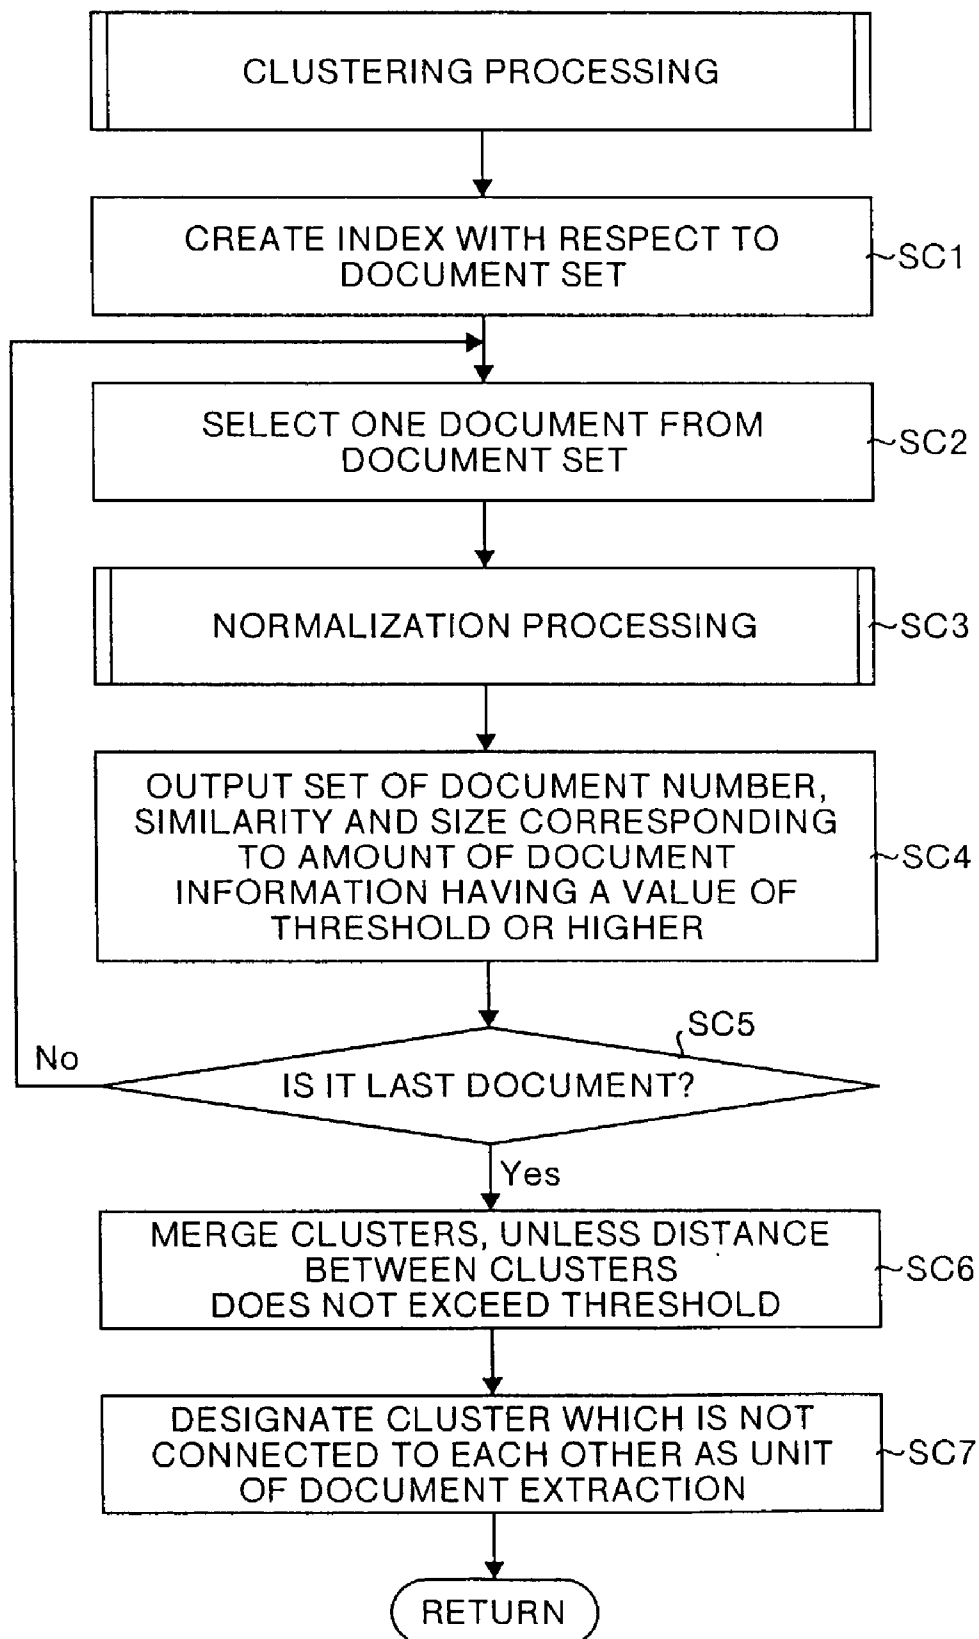 CLUSTERING PROCESSING
CREATE INDEX WITH RESPECT TO
DOCUMENT SET
SC1
SELECT ONE DOCUMENT FROM
DOCUMENT SET
SC2
NORMALIZATION PROCESSING
SC3
OUTPUT SET OF DOCUMENT NUMBER,
SIMILARITY AND SIZE CORRESPONDING
TO AMOUNT OF DOCUMENT
INFORMATION HAVING A VALUE OF
THRESHOLD OR HIGHER
SC4
SC5
No
IS IT LAST DOCUMENT?
Yes
MERGE CLUSTERS, UNLESS DISTANCE
BETWEEN CLUSTERS
DOES NOT EXCEED THRESHOLD
SC6
DESIGNATE CLUSTER WHICH IS NOT
CONNECTED TO EACH OTHER AS UNIT
OF DOCUMENT EXTRACTION
SC7
RETURN